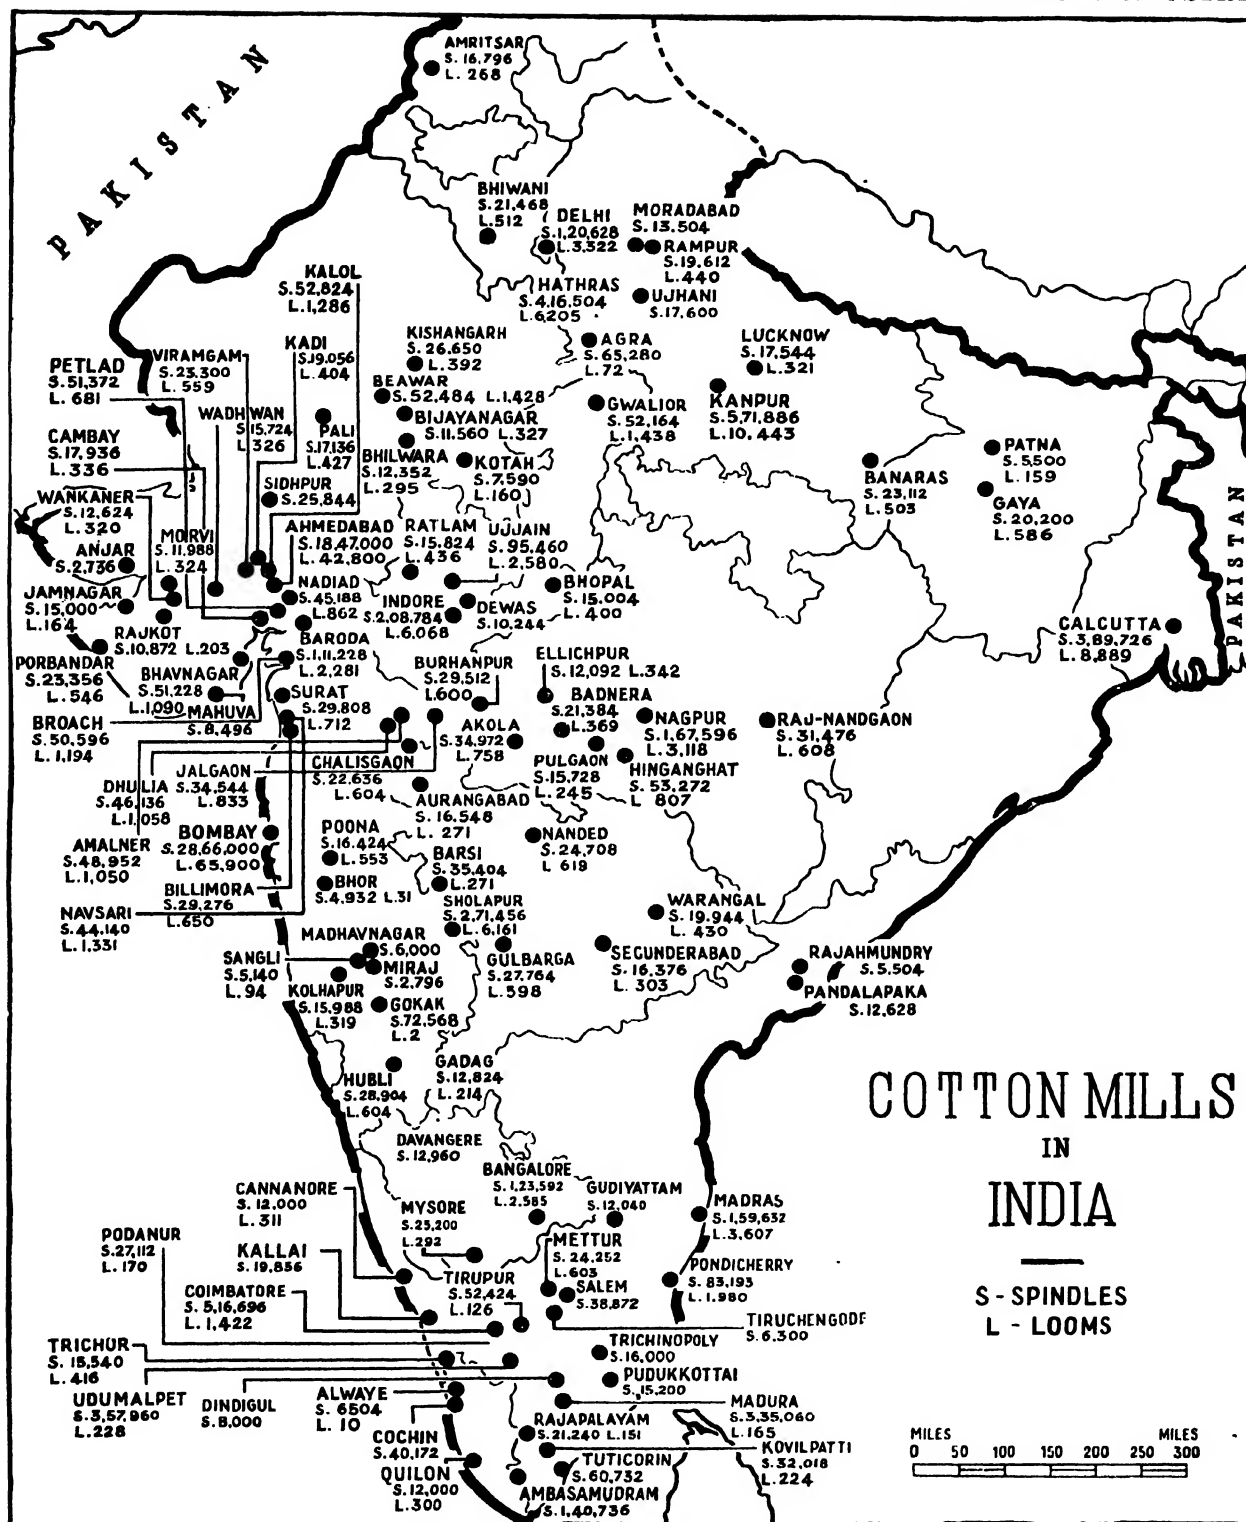 PAKISTAN
AMRITSAR
S. 16,796
L. 268
BHIWANI
S. 21,468
L. 512
DELHI
S. 1,20,628
L. 3,322
MORADABAD
S. 13,504
RAMPUR
S. 19,612
L. 440
HATHRAS
S. 4,16,504
L. 6,205
UJHANI
S. 17,600
KALOL
S. 52,824
L. 1,286
KISHANGARH
S. 26,650
L. 392
AGRA
S. 65,280
L. 72
LUCKNOW
S. 17,544
L. 321
KADI
S. 19,056
L. 404
VIRAMGAM
S. 23,300
L. 559
PETLAD
S. 51,372
L. 681
BEAWAR
S. 52,484 L. 1,428
BIJAYANAGAR
S. 11,560 L. 327
GWALIOR
S. 52,164
L. 1,438
KANPUR
S. 5,71,886
L. 10,443
WADHWAN
S. 15,724
L. 326
PALI
S. 17,136
L. 427
CAMBAY
S. 17,936
L. 336
BHILWARA
S. 12,352
L. 295
KOTAH
S. 7,590
L. 160
BANARAS
S. 23,112
L. 503
PATNA
S. 5,500
L. 159
GAYA
S. 20,200
L. 586
SIDHPUR
S. 25,844
WANKANER
S. 12,624
L. 320
MORVI
S. 11,988
L. 324
AHMEDABAD
S. 18,47,000
L. 42,800
RATLAM
S. 15,824
L. 436
UJJAIN
S. 95,460
L. 2,580
ANJAR
S. 2,736
JAMNAGAR
S. 15,000
L. 164
NADIAD
S. 45,188
L. 862
INDORE
S. 2,08,784
L. 6,068
DEWAS
S. 10,244
BHOPAL
S. 15,004
L. 400
RAJKOT
S. 10,872 L. 203
BARODA
S. 1,11,228
L. 2,281
CALCUTTA
S. 3,89,726
L. 8,889
PAKISTAN
PORBANDAR
S. 23,356
L. 546
BHAVNAGAR
S. 51,228
L. 1,090
BURHANPUR
S. 29,512
L. 600
ELLICHPUR
S. 12,092 L. 342
SURAT
S. 29,808
L. 712
MAHUVA
S. 8,496
BROACH
S. 50,596
L. 1,194
BADNERA
S. 21,384
L. 369
NAGPUR
S. 1,67,596
L. 3,118
RAJ-NANDGAON
S. 31,476
L. 608
AKOLA
S. 34,972
L. 758
PULGAON
S. 15,728
L. 245
HINGANGHAT
S. 53,272
L 807
CHALISGAON
S. 22,636
L. 604
JALGAON
S. 34,544
L. 833
DHULIA
S. 46,136
L. 1,058
AURANGABAD
S. 16,548
L. 271
AMALNER
S. 48,952
L. 1,050
BOMBAY
S. 28,66,000
L. 65,900
POONA
S. 16,424
L. 553
NANDED
S. 24,708
L 619
BARSI
S. 35,404
L. 271
BHOR
S. 4,932 L. 31
BILLIMORA
S. 29,276
L. 650
NAVSARI
S. 44,140
L. 1,331
SHOLAPUR
S. 2,71,456
L. 6,161
WARANGAL
S. 19,944
L. 430
MADHAVNAGAR
S. 6,000
SANGLI
S. 5,140
L. 94
MIRAJ
S. 2,796
GULBARGA
S. 27,764
L. 598
SECUNDERABAD
S. 16,376
L. 303
RAJAHMUNDRY
S. 5,504
PANDALAPAKA
S. 12,628
KOLHAPUR
S. 15,988
L. 319
GOKAK
S. 72,568
L. 2
GADAG
S. 12,824
L. 214
HUBLI
S. 28,904
L. 604
COTTON MILLS
IN
INDIA
DAVANGERE
S. 12,960
BANGALORE
S. 1,23,592
L. 2,585
GUDIYATTAM
S. 12,040
MADRAS
S. 1,59,632
L. 3,607
CANNANORE
S. 12,000
L. 311
MYSORE
S. 25,200
L. 292
METTUR
S. 24,252
L. 603
PODANUR
S. 27,112
L. 170
KALLAI
S. 19,856
PONDICHERRY
S. 83,193
L. 1,980
TIRUPUR
S. 52,424
L. 126
SALEM
S. 38,872
COIMBATORE
S. 5,16,696
L. 1,422
S - SPINDLES
L - LOOMS
TIRUCHENGODE
S. 6,300
TRICHUR
S. 15,540
L. 416
TRICHINOPOLY
S. 16,000
PUDUKKOTTAI
S. 15,200
UDUMALPET
S. 3,57,960
L. 228
DINDIGUL
S. 8,000
ALWAYE
S. 6504
L. 10
MADURA
S. 3,35,060
L. 165
COCHIN
S. 40,172
RAJAPALAYAM
S. 21,240 L. 151
KOVILPATTI
S. 32,018
L. 224
QUILON
S. 12,000
L. 300
TUTICORIN
S. 60,732
AMBASAMUDRAM
S. 1,40,736
MILES MILES
0 50 100 150 200 250 300